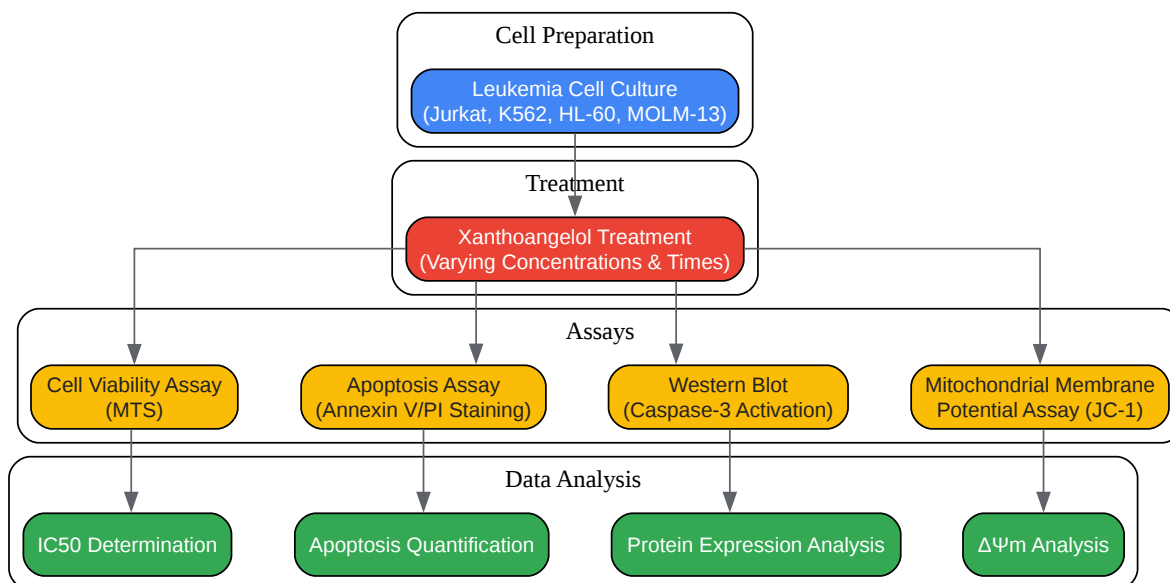 Cell Preparation
Leukemia Cell Culture
(Jurkat, K562, HL-60, MOLM-13)
Treatment
Xanthoangelol Treatment
(Varying Concentrations & Times)
Assays
Cell Viability Assay
(MTS)
Apoptosis Assay
(Annexin V/PI Staining)
Western Blot
(Caspase-3 Activation)
Mitochondrial Membrane
Potential Assay (JC-1)
Data Analysis
IC50 Determination
Apoptosis Quantification
Protein Expression Analysis
ΔΨm Analysis